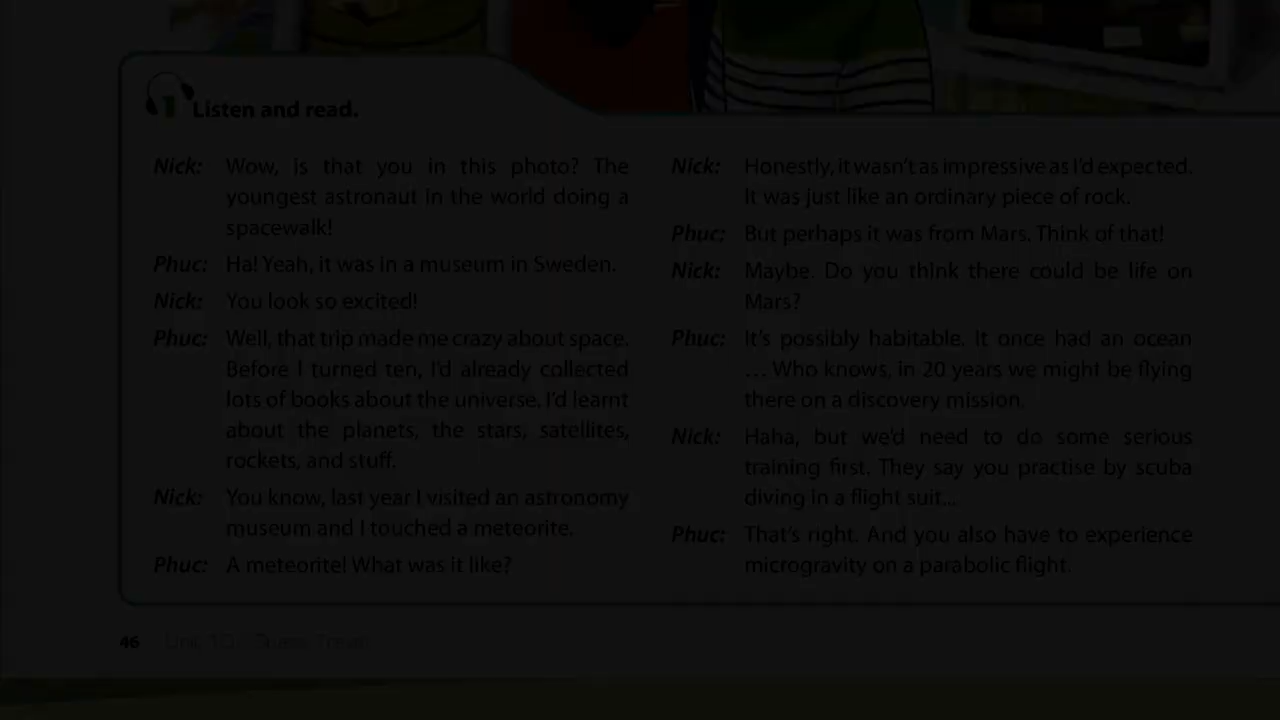 1 Listen and read.
Nick: Wow, is that you in this photo? The
youngest astronaut in the world doing a
spacewalk!
Phuc: Ha! Yeah, it was in a museum in Sweden.
Nick: You look so excited!
Phuc: Well, that trip made me crazy about space.
Before I turned ten, I'd already collected
lots of books about the universe. I'd learnt
about the planets, the stars, satellites,
rockets, and stuff.
Nick: You know, last year I visited an astronomy
museum and I touched a meteorite.
Phuc: A meteorite! What was it like?
Nick: Honestly, it wasn't as impressive as I'd expected.
It was just like an ordinary piece of rock.
Phuc: But perhaps it was from Mars. Think of that!
Nick: Maybe. Do you think there could be life on
Mars?
Phuc: It's possibly habitable. It once had an ocean
... Who knows, in 20 years we might be flying
there on a discovery mission.
Nick: Haha, but we'd need to do some serious
training first. They say you practise by scuba
diving in a flight suit...
Phuc: That's right. And you also have to experience
microgravity on a parabolic flight.
46 Unit 10 / Space Travel